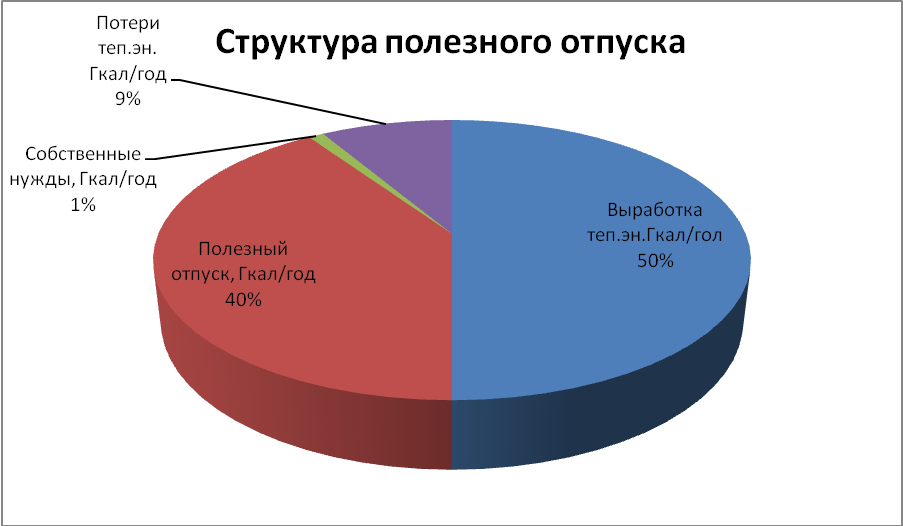 Структура полезного отпуска
Потери
теп.эн.
Гкал/год
9%
Собственные
нужды, Гкал/год
1%
Полезный
отпуск, Гкал/год
40%
Выработка
теп.эн.Гкал/гол
50%